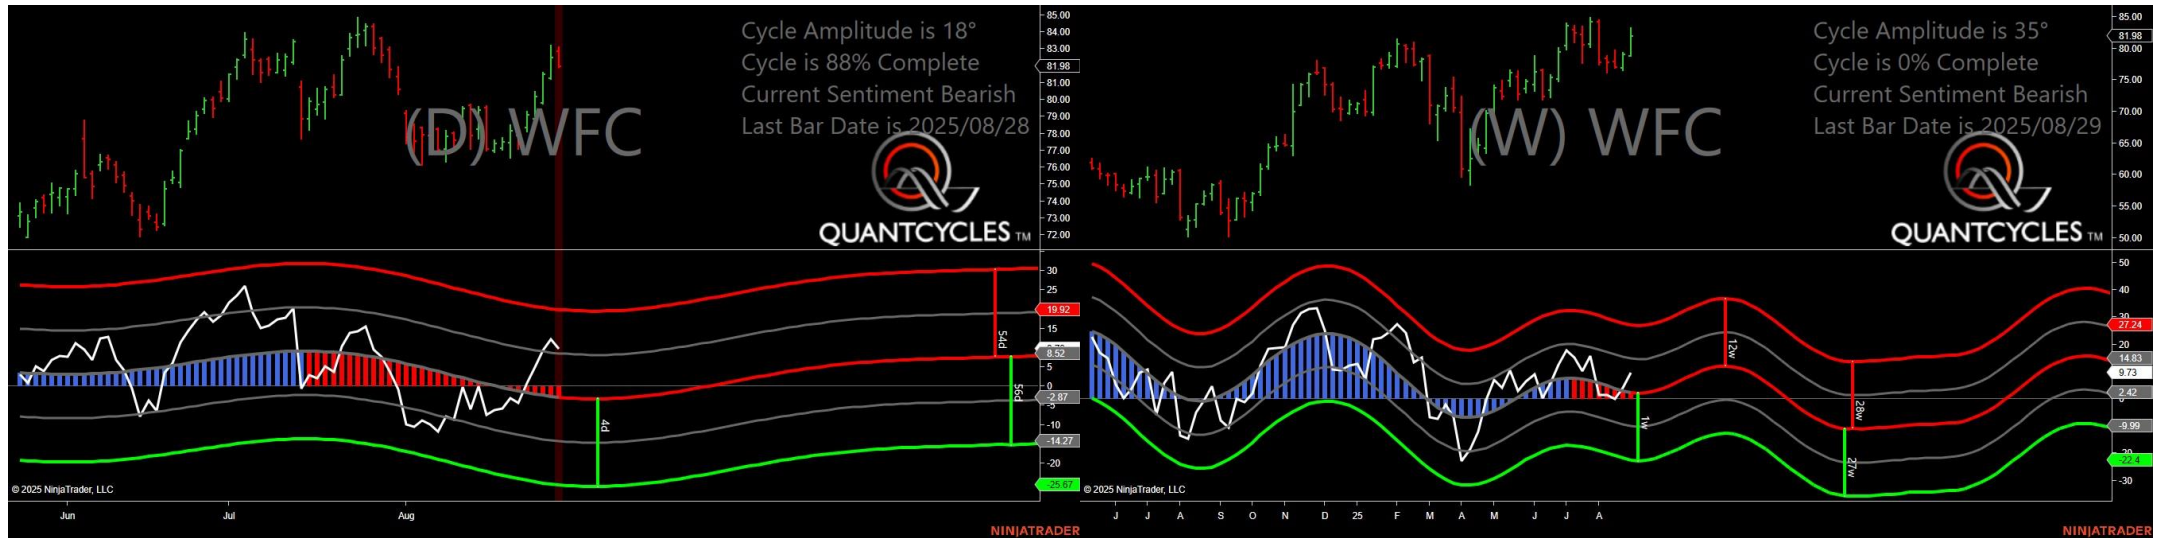 Cycle Amplitude is 18°
Cycle is 88% Complete
Current Sentiment Bearish
Last Bar Date is 2025/08/28
(D) WFC
QUANTCYCLES TM
85.00
84.00
83.00
81.98
81.00
80.00
79.00
78.00
77.00
76.00
75.00
74.00
73.00
72.00
30
25
19.92
15
8.52
5
0
-2.87
-5
-10
-14.27
-20
-25.67
54d
56d
4d
© 2025 NinjaTrader, LLC
Jun Jul Aug
NINJATRADER
Cycle Amplitude is 35°
Cycle is 0% Complete
Current Sentiment Bearish
Last Bar Date is 2025/08/29
(W) WFC
QUANTCYCLES TM
85.00
81.98
80.00
75.00
70.00
65.00
60.00
55.00
50.00
50
40
30
27.24
20
14.83
9.73
2.42
-9.99
-22.4
-30
12w
1w
28w
27w
© 2025 NinjaTrader, LLC
J J A S O N D 25 F M A M J J A
NINJATRADER